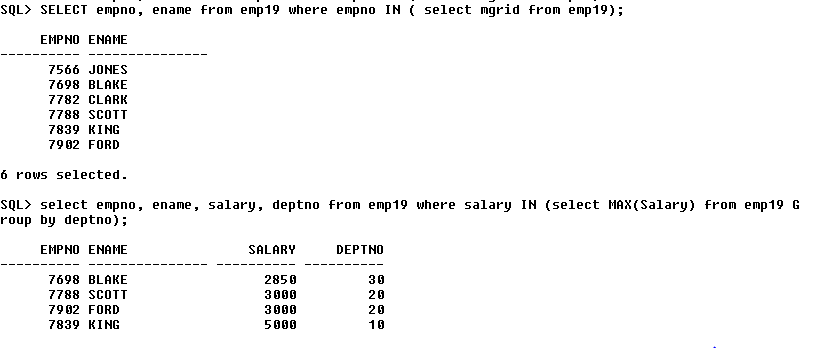 SQL> SELECT empno, ename from emp19 where empno IN ( select mgrid from emp19);
EMPNO ENAME
---------- ---------------
7566 JONES
7698 BLAKE
7782 CLARK
7788 SCOTT
7839 KING
7902 FORD
6 rows selected.
SQL> select empno, ename, salary, deptno from emp19 where salary IN (select MAX(Salary) from emp19 G
roup by deptno);
EMPNO ENAME SALARY DEPTNO
---------- --------------- ---------- ----------
7698 BLAKE 2850 30
7788 SCOTT 3000 20
7902 FORD 3000 20
7839 KING 5000 10